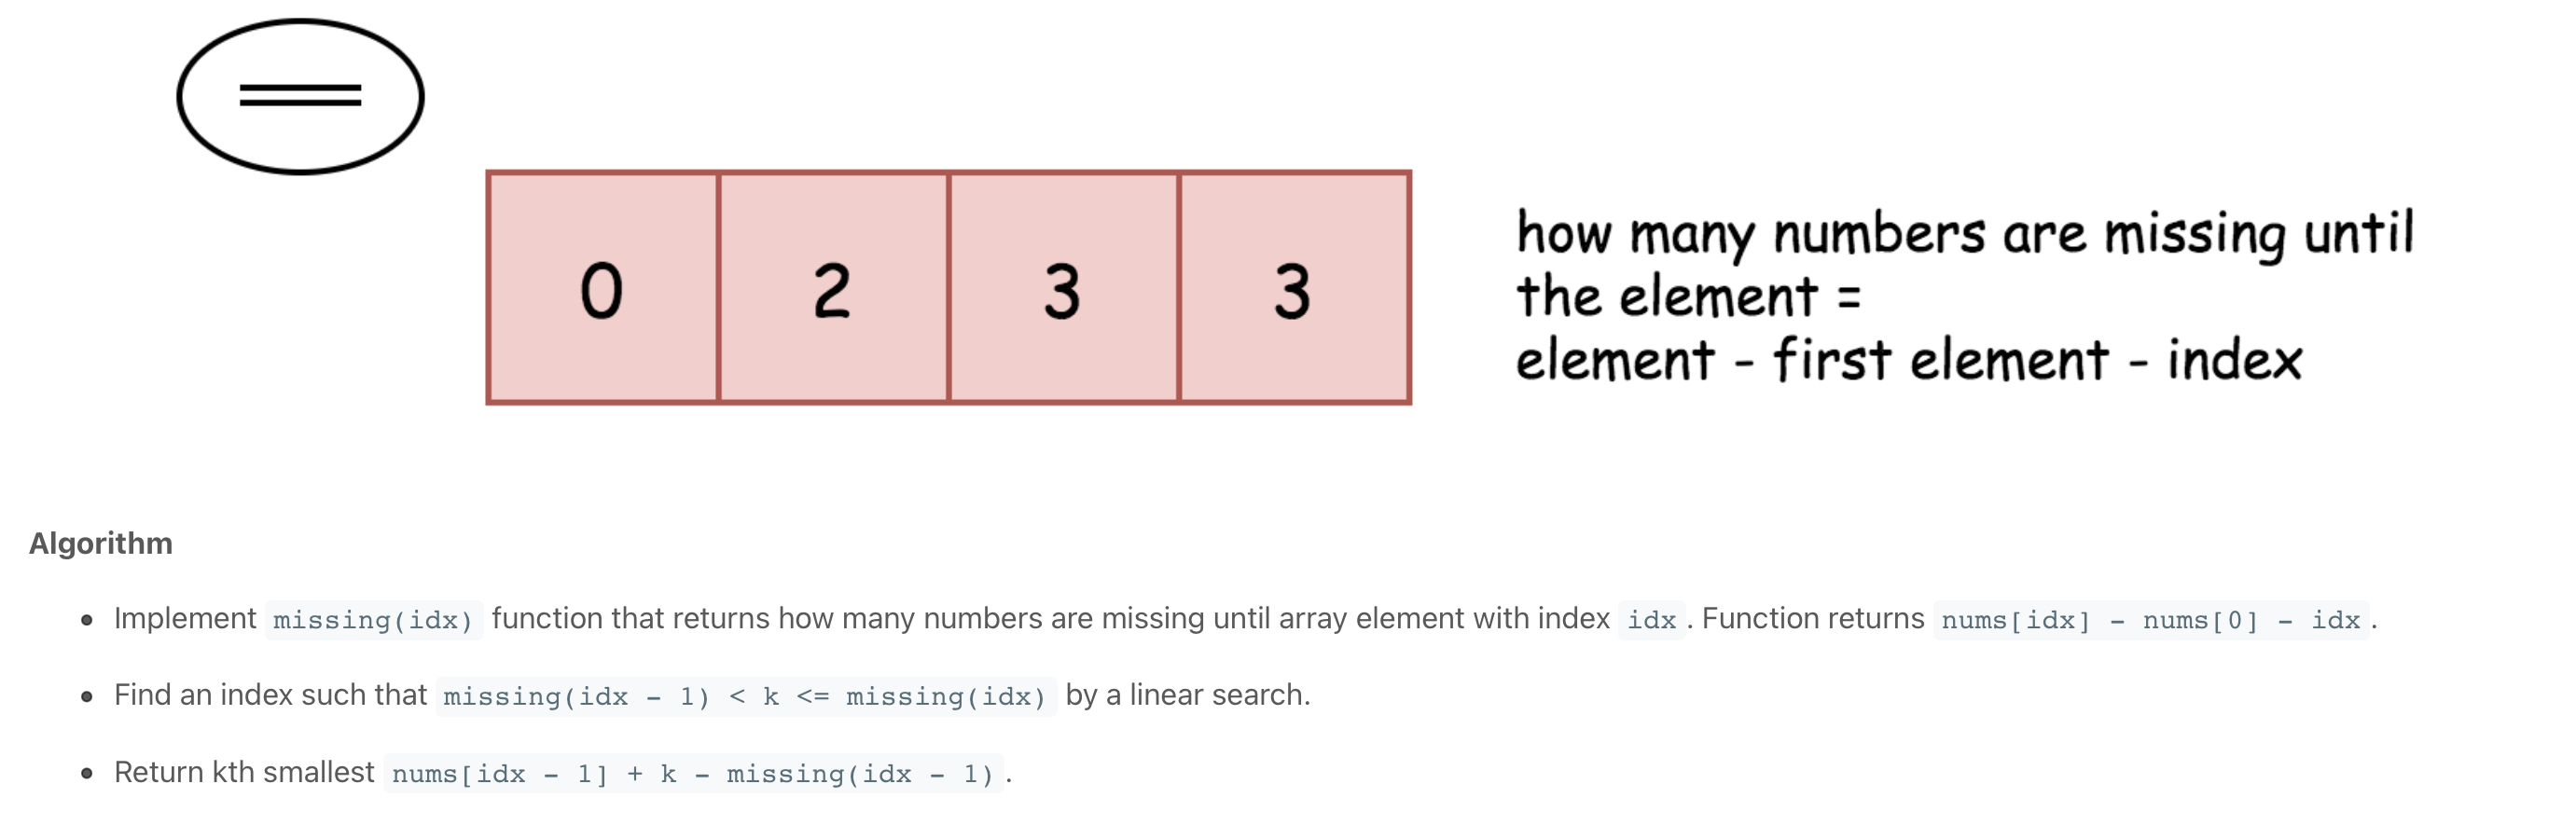 0 2 3 3
how many numbers are missing until
the element =
element - first element - index
Algorithm
• Implement missing(idx) function that returns how many numbers are missing until array element with index idx. Function returns nums[idx] - nums[0] - idx.
• Find an index such that missing(idx - 1) < k <= missing(idx) by a linear search.
• Return kth smallest nums[idx - 1] + k - missing(idx - 1).